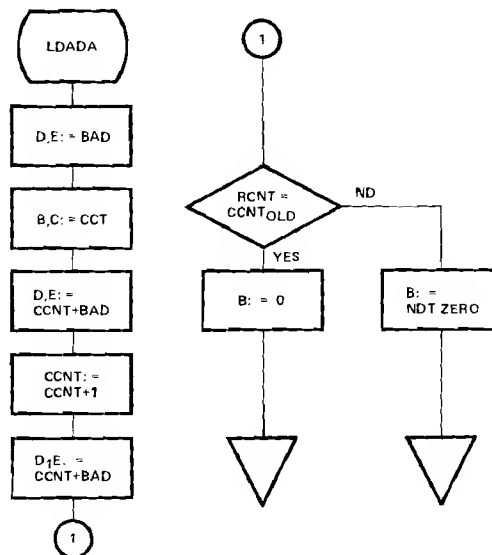 LDADA
D,E: = BAD
B,C: = CCT
D,E: =
CCNT+BAD
CCNT: =
CCNT+1
D1E. =
CCNT+BAD
1
1
RCNT =
CCNTOLD
ND
YES
B: = 0
B: =
NDT ZERO